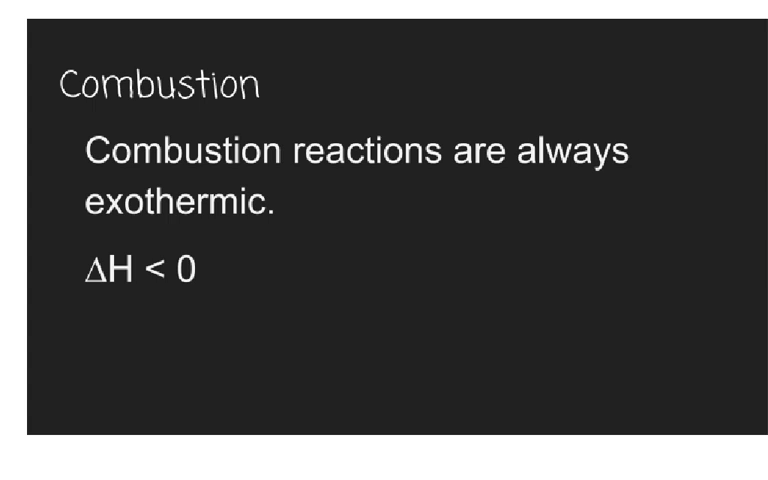 Combustion
Combustion reactions are always
exothermic.
ΔH < 0